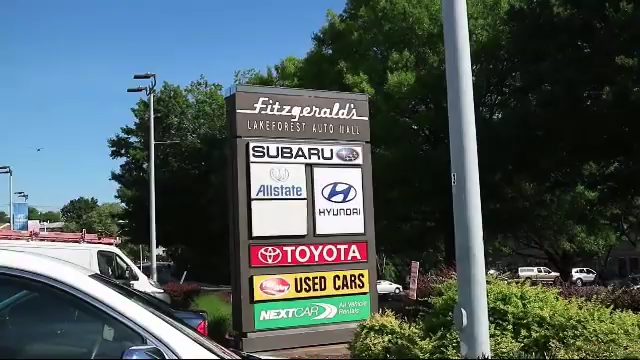 Fitzgerald's
LAKEFOREST AUTO MALL
SUBARU
Allstate
HYUNDAI
TOYOTA
USED CARS
NEXTCAR All Vehicle
Rentals